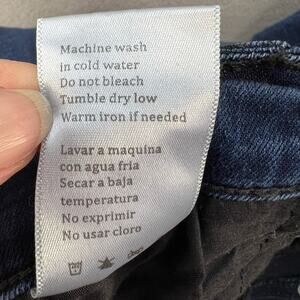 Machine wash
in cold water
Do not bleach
Tumble dry low
Warm iron if needed
Lavar a maquina
con agua fria
Secar a baja
temperatura
No exprimir
No usar cloro